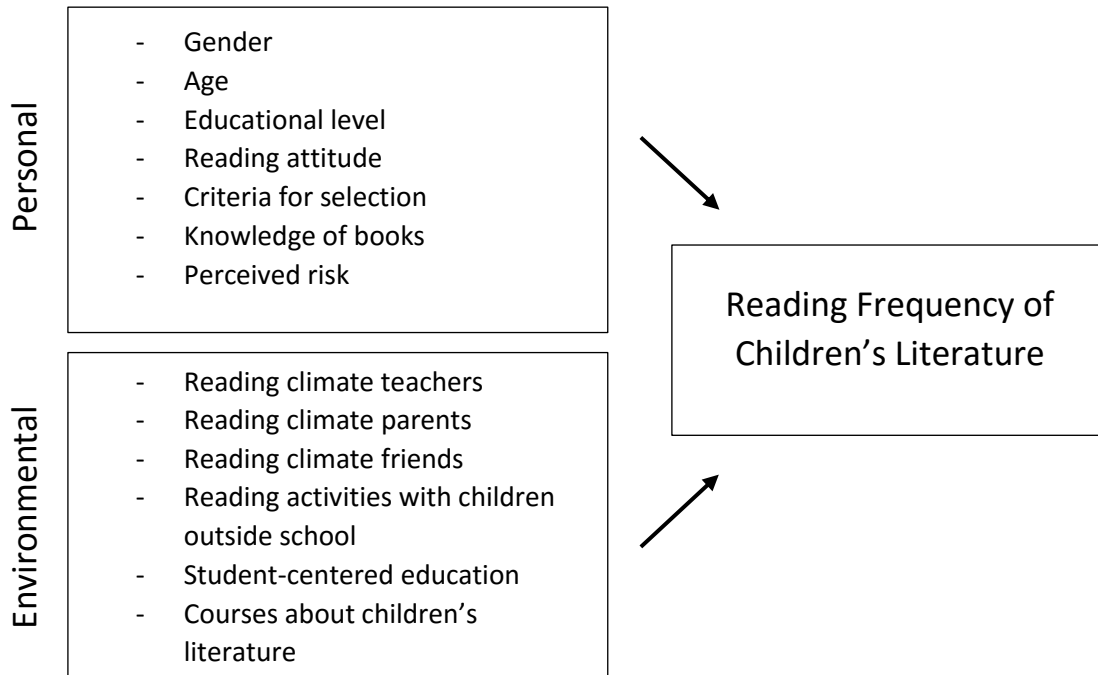 Personal
- Gender
- Age
- Educational level
- Reading attitude
- Criteria for selection
- Knowledge of books
- Perceived risk
Environmental
- Reading climate teachers
- Reading climate parents
- Reading climate friends
- Reading activities with children
outside school
- Student-centered education
- Courses about children’s
literature
Reading Frequency of
Children’s Literature